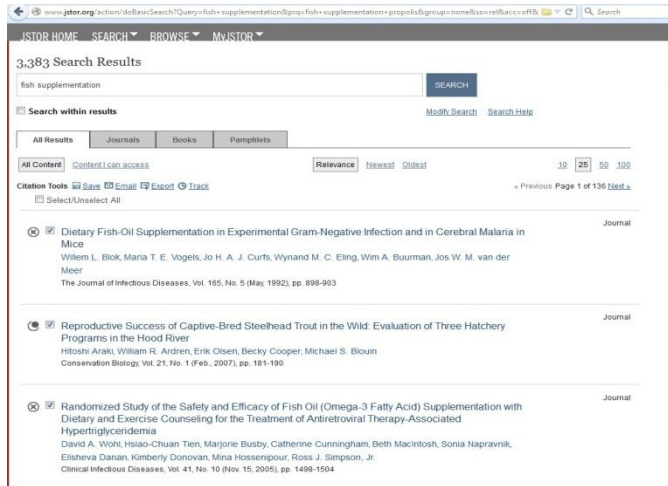 www.jstor.org/action/doBasicSearch?Query=fish+supplementation&prq=fish+supplementation+propolis&group=none&so=rel&acc=off& Search
JSTOR HOME SEARCH BROWSE MyJSTOR
3,383 Search Results
fish supplementation SEARCH
Search within results Modify Search Search Help
All Results Journals Books Pamphlets
All Content Content I can access Relevance Newest Oldest 10 25 50 100
Citation Tools Save Email Export Track « Previous Page 1 of 136 Next »
Select/Unselect All
Journal
Dietary Fish-Oil Supplementation in Experimental Gram-Negative Infection and in Cerebral Malaria in
Mice
Willem L. Blok, Maria T. E. Vogels, Jo H. A. J. Curfs, Wynand M. C. Eling, Wim A. Buurman, Jos W. M. van der
Meer
The Journal of Infectious Diseases, Vol. 165, No. 5 (May, 1992), pp. 898-903
Journal
Reproductive Success of Captive-Bred Steelhead Trout in the Wild: Evaluation of Three Hatchery
Programs in the Hood River
Hitoshi Araki, William R. Ardren, Erik Olsen, Becky Cooper, Michael S. Blouin
Conservation Biology, Vol. 21, No. 1 (Feb., 2007), pp. 181-190
Journal
Randomized Study of the Safety and Efficacy of Fish Oil (Omega-3 Fatty Acid) Supplementation with
Dietary and Exercise Counseling for the Treatment of Antiretroviral Therapy-Associated
Hypertriglyceridemia
David A. Wohl, Hsiao-Chuan Tien, Marjorie Busby, Catherine Cunningham, Beth MacIntosh, Sonia Napravnik,
Elisheva Danan, Kimberly Donovan, Mina Hossenipour, Ross J. Simpson, Jr.
Clinical Infectious Diseases, Vol. 41, No. 10 (Nov. 15, 2005), pp. 1498-1504